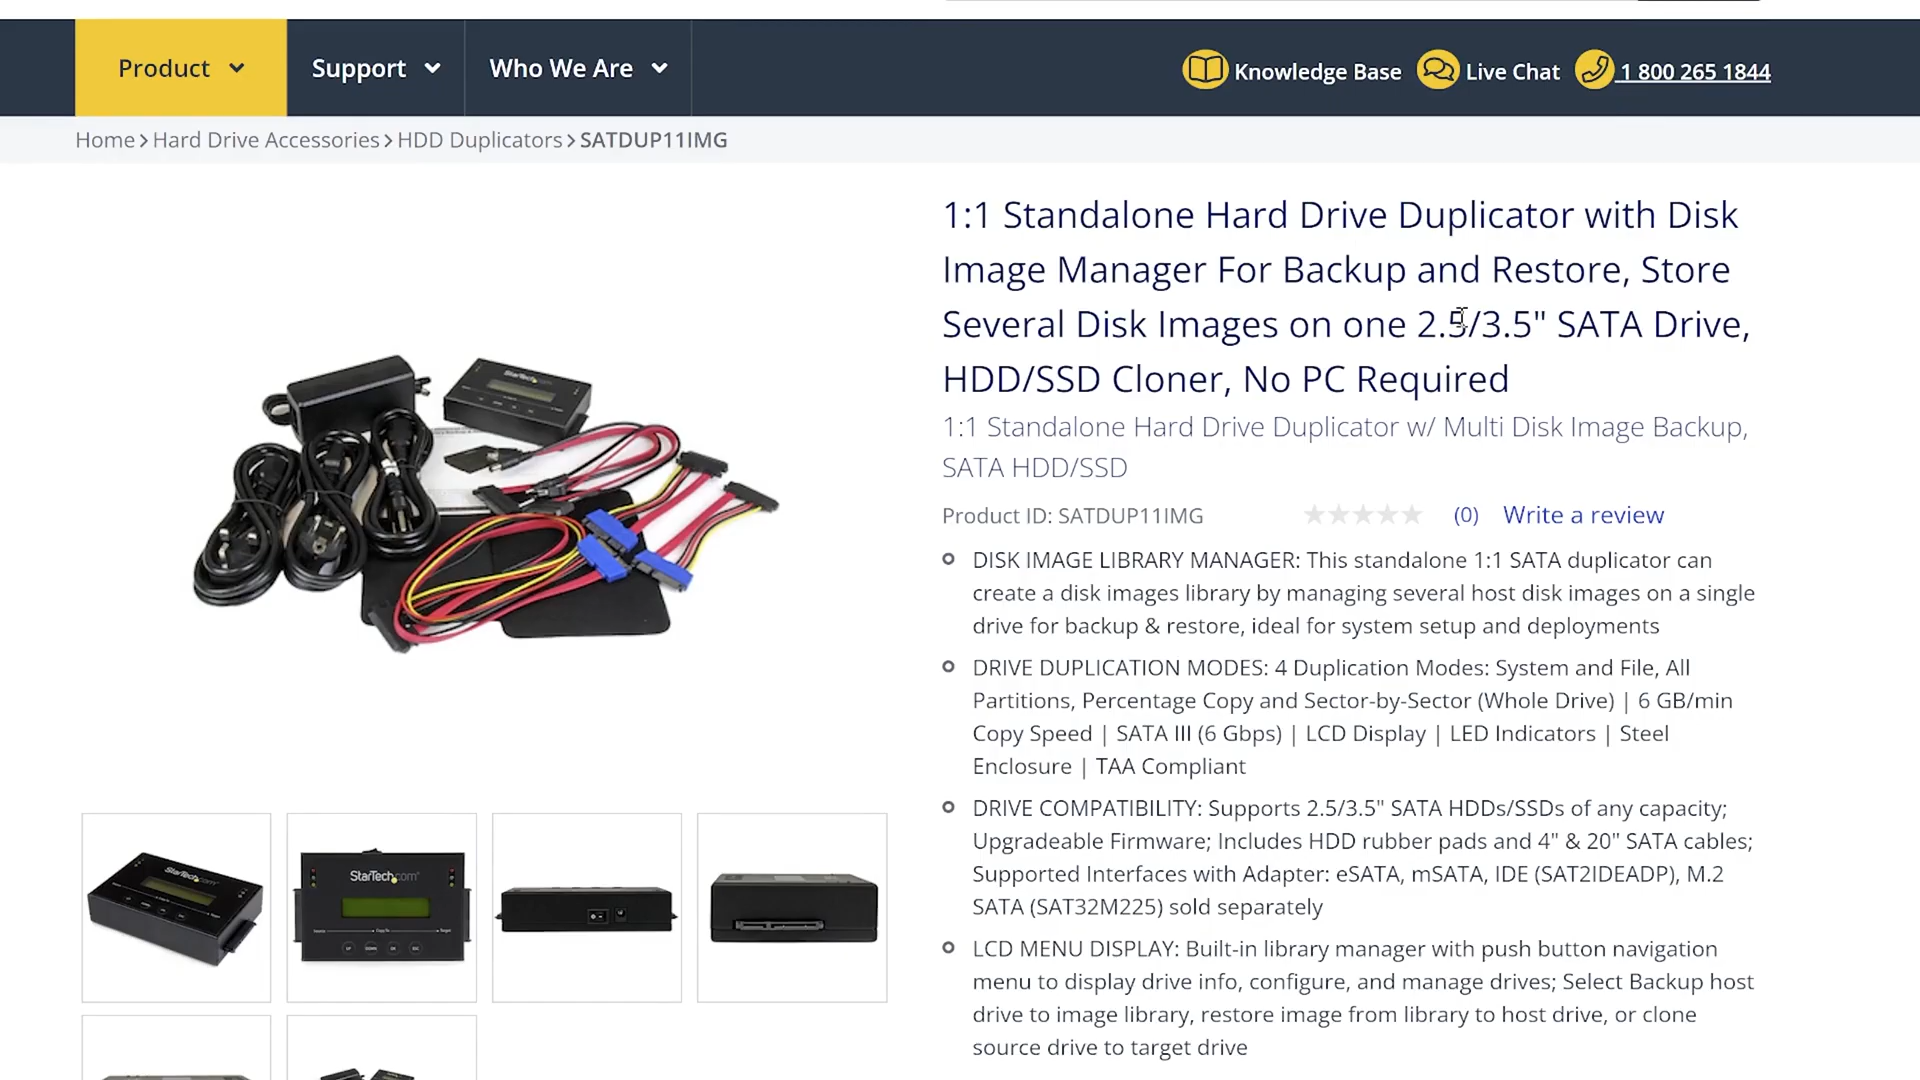 Product
Support
Who We Are
Knowledge Base
Live Chat
1 800 265 1844
Home > Hard Drive Accessories > HDD Duplicators > SATDUP11IMG
1:1 Standalone Hard Drive Duplicator with Disk
Image Manager For Backup and Restore, Store
Several Disk Images on one 2.5/3.5" SATA Drive,
HDD/SSD Cloner, No PC Required
1:1 Standalone Hard Drive Duplicator w/ Multi Disk Image Backup,
SATA HDD/SSD
Product ID: SATDUP11IMG
(0)
Write a review
DISK IMAGE LIBRARY MANAGER: This standalone 1:1 SATA duplicator can
create a disk images library by managing several host disk images on a single
drive for backup & restore, ideal for system setup and deployments
DRIVE DUPLICATION MODES: 4 Duplication Modes: System and File, All
Partitions, Percentage Copy and Sector-by-Sector (Whole Drive) | 6 GB/min
Copy Speed | SATA III (6 Gbps) | LCD Display | LED Indicators | Steel
Enclosure | TAA Compliant
DRIVE COMPATIBILITY: Supports 2.5/3.5" SATA HDDs/SSDs of any capacity;
Upgradeable Firmware; Includes HDD rubber pads and 4" & 20" SATA cables;
Supported Interfaces with Adapter: eSATA, mSATA, IDE (SAT2IDEADP), M.2
SATA (SAT32M225) sold separately
LCD MENU DISPLAY: Built-in library manager with push button navigation
menu to display drive info, configure, and manage drives; Select Backup host
drive to image library, restore image from library to host drive, or clone
source drive to target drive
StarTech.com
StarTech.com
StarTech.com